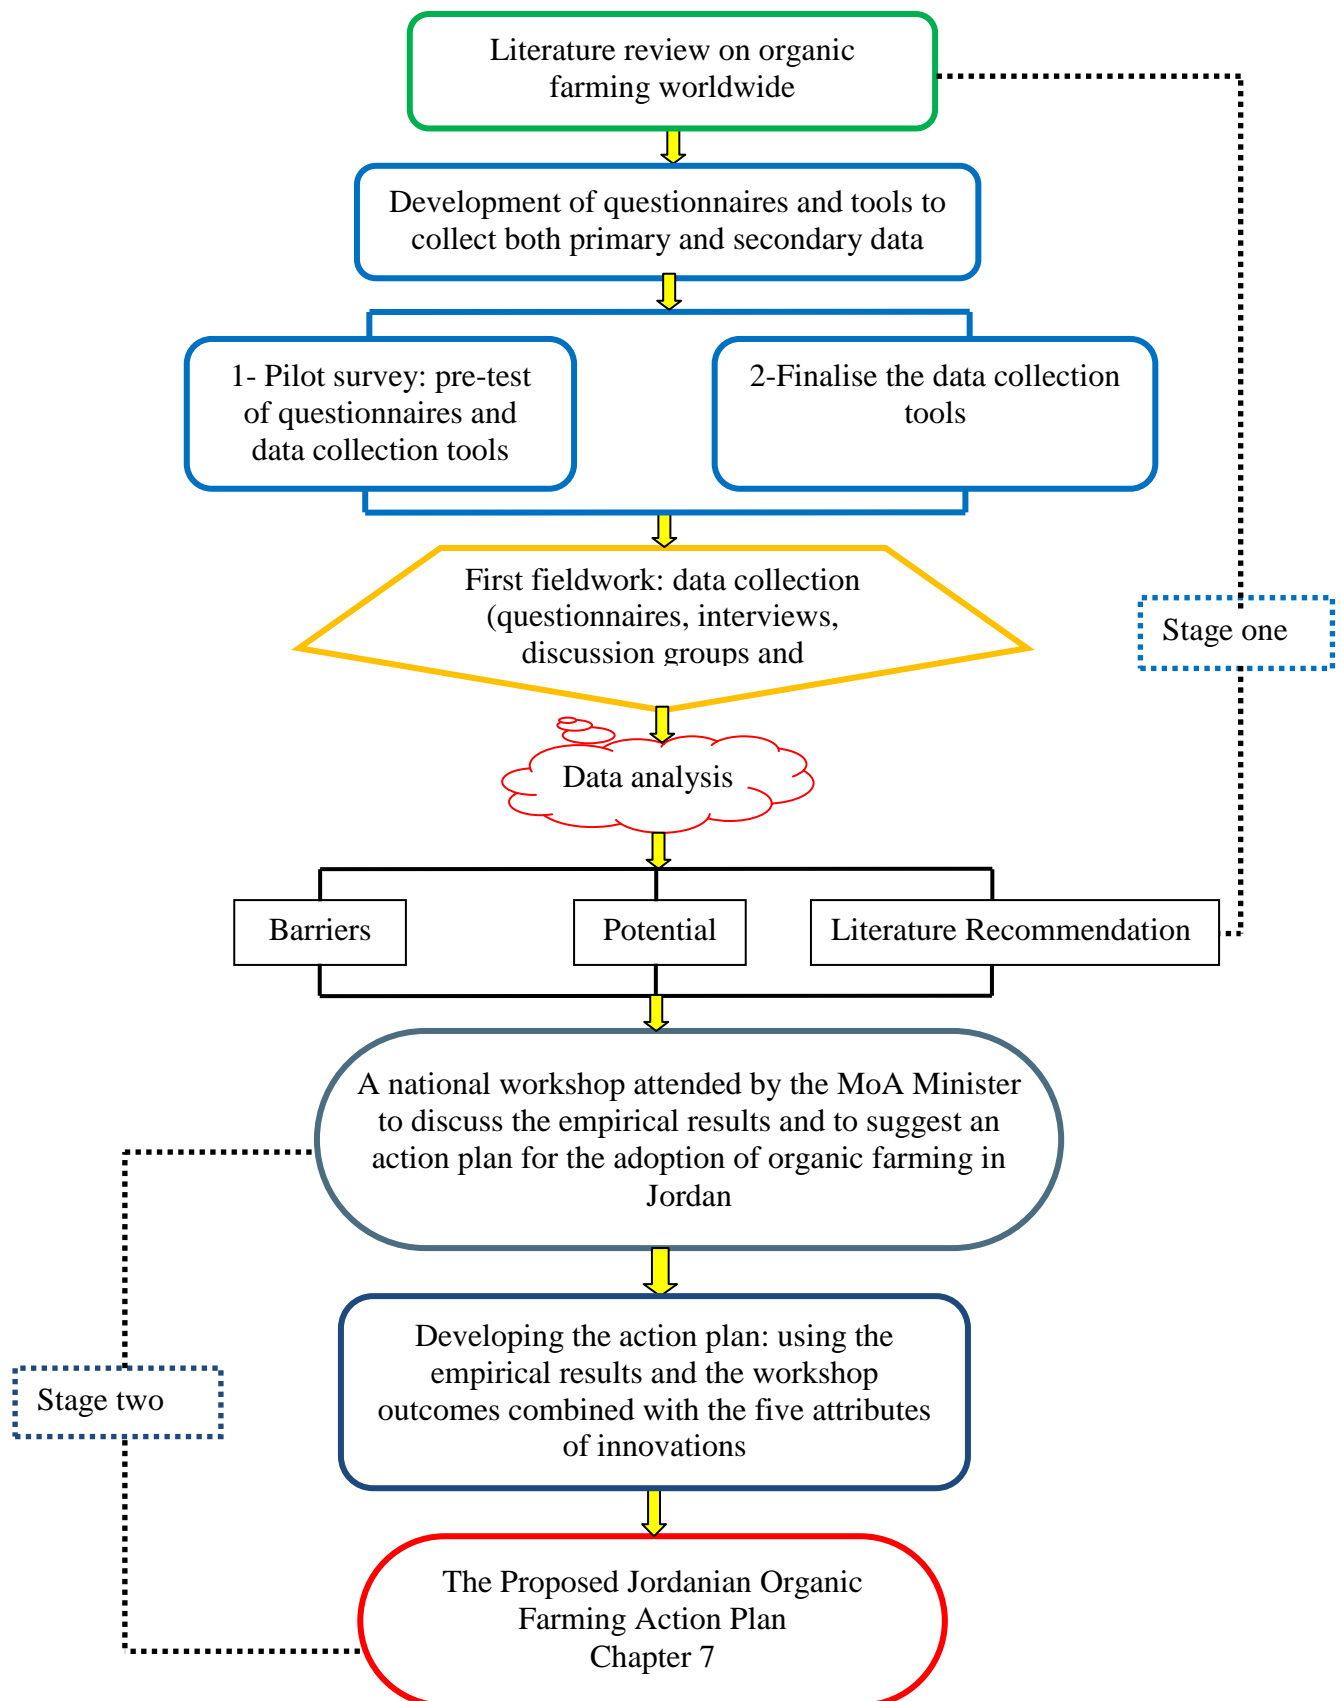 Literature review on organic
farming worldwide
Development of questionnaires and tools to
collect both primary and secondary data
1- Pilot survey: pre-test
of questionnaires and
data collection tools
2-Finalise the data collection
tools
First fieldwork: data collection
(questionnaires, interviews,
discussion groups and
Stage one
Data analysis
Barriers
Potential
Literature Recommendation
A national workshop attended by the MoA Minister
to discuss the empirical results and to suggest an
action plan for the adoption of organic farming in
Jordan
Developing the action plan: using the
empirical results and the workshop
outcomes combined with the five attributes
of innovations
Stage two
The Proposed Jordanian Organic
Farming Action Plan
Chapter 7